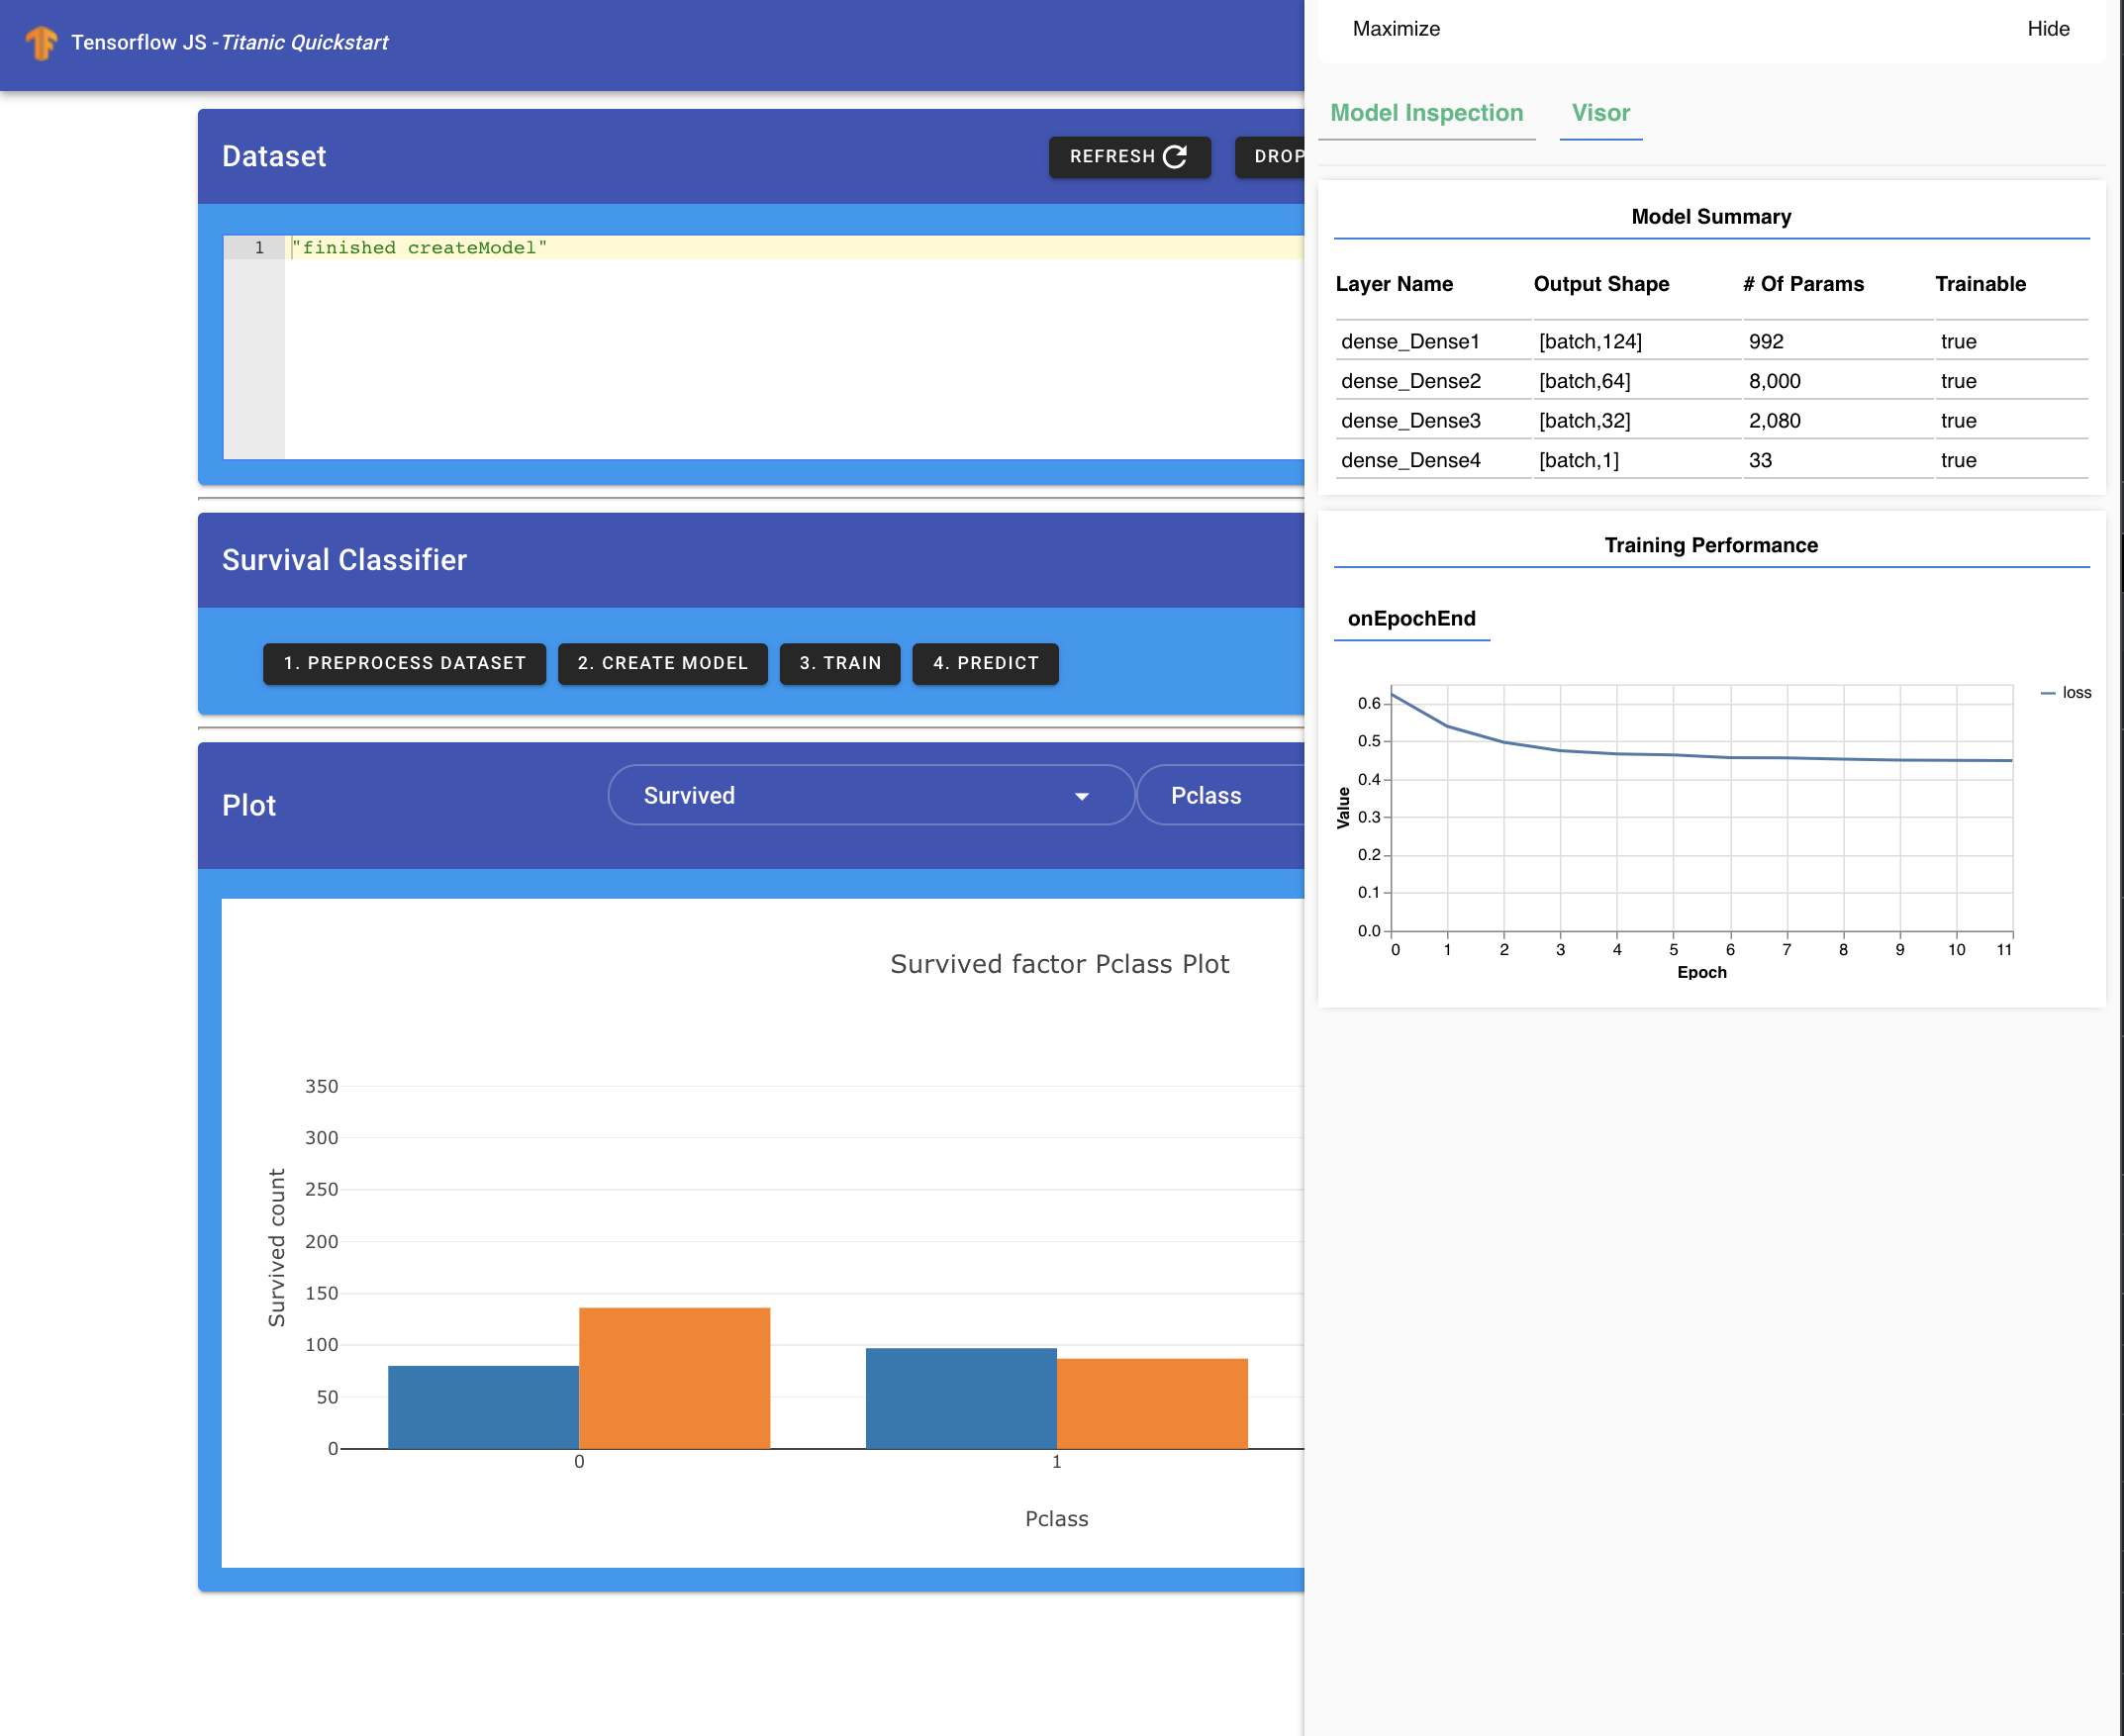 Tensorflow JS -Titanic Quickstart
Dataset
REFRESH
DROP
1
"finished createModel"
Survival Classifier
1. PREPROCESS DATASET
2. CREATE MODEL
3. TRAIN
4. PREDICT
Plot
Survived
Pclass
Survived factor Pclass Plot
350
300
250
200
150
100
50
0
Survived count
0
1
Pclass
Maximize
Hide
Model Inspection
Visor
Model Summary
Layer Name Output Shape # Of Params Trainable
dense_Dense1 [batch,124] 992 true
dense_Dense2 [batch,64] 8,000 true
dense_Dense3 [batch,32] 2,080 true
dense_Dense4 [batch,1] 33 true
Training Performance
onEpochEnd
loss
0.6
0.5
0.4
0.3
0.2
0.1
0.0
Value
0 1 2 3 4 5 6 7 8 9 10 11
Epoch